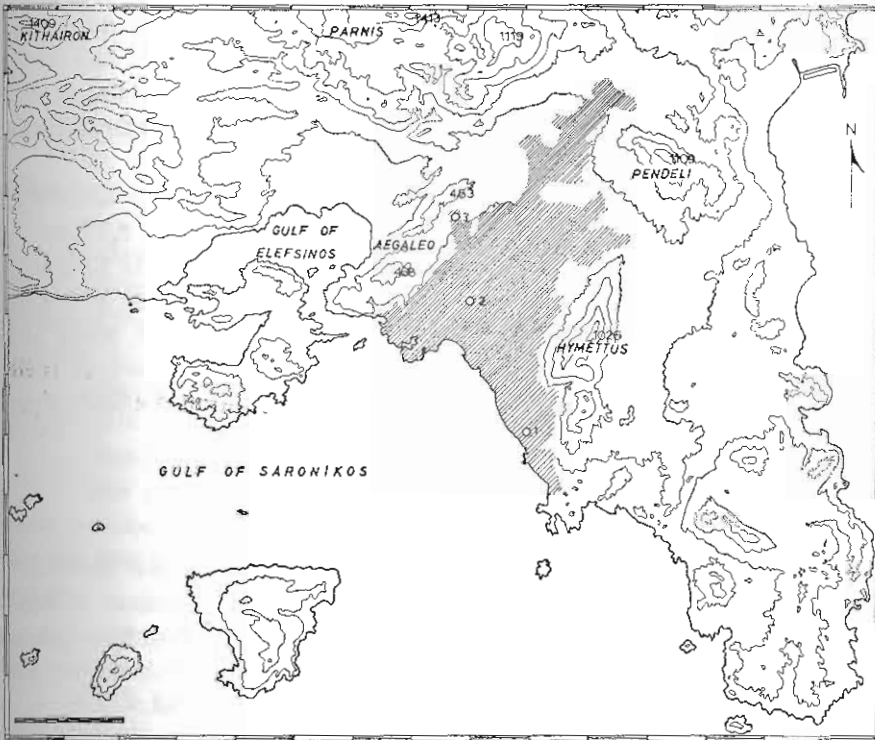 1409
KITHAIRON
PARNIS
1413
1119
N
1109
PENDELI
453
3
GULF OF
ELEFSINOS
AEGALEO
468
2
1026
HYMETTUS
1
GULF OF SARONIKOS